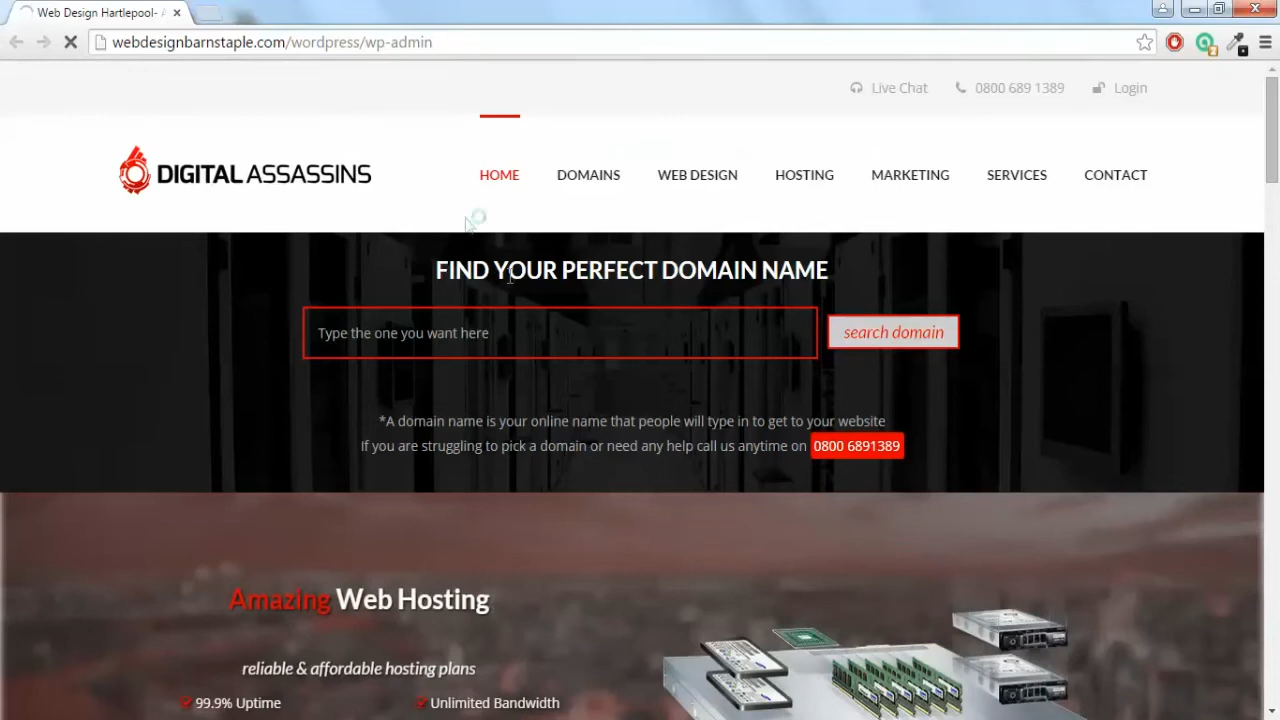 Web Design Hartlepool-
webdesignbarnstaple.com/wordpress/wp-admin
Live Chat
0800 689 1389
Login
DIGITAL ASSASSINS
HOME
DOMAINS
WEB DESIGN
HOSTING
MARKETING
SERVICES
CONTACT
FIND YOUR PERFECT DOMAIN NAME
Type the one you want here
search domain
*A domain name is your online name that people will type in to get to your website
If you are struggling to pick a domain or need any help call us anytime on 0800 6891389
Amazing Web Hosting
reliable & affordable hosting plans
99.9% Uptime
Unlimited Bandwidth